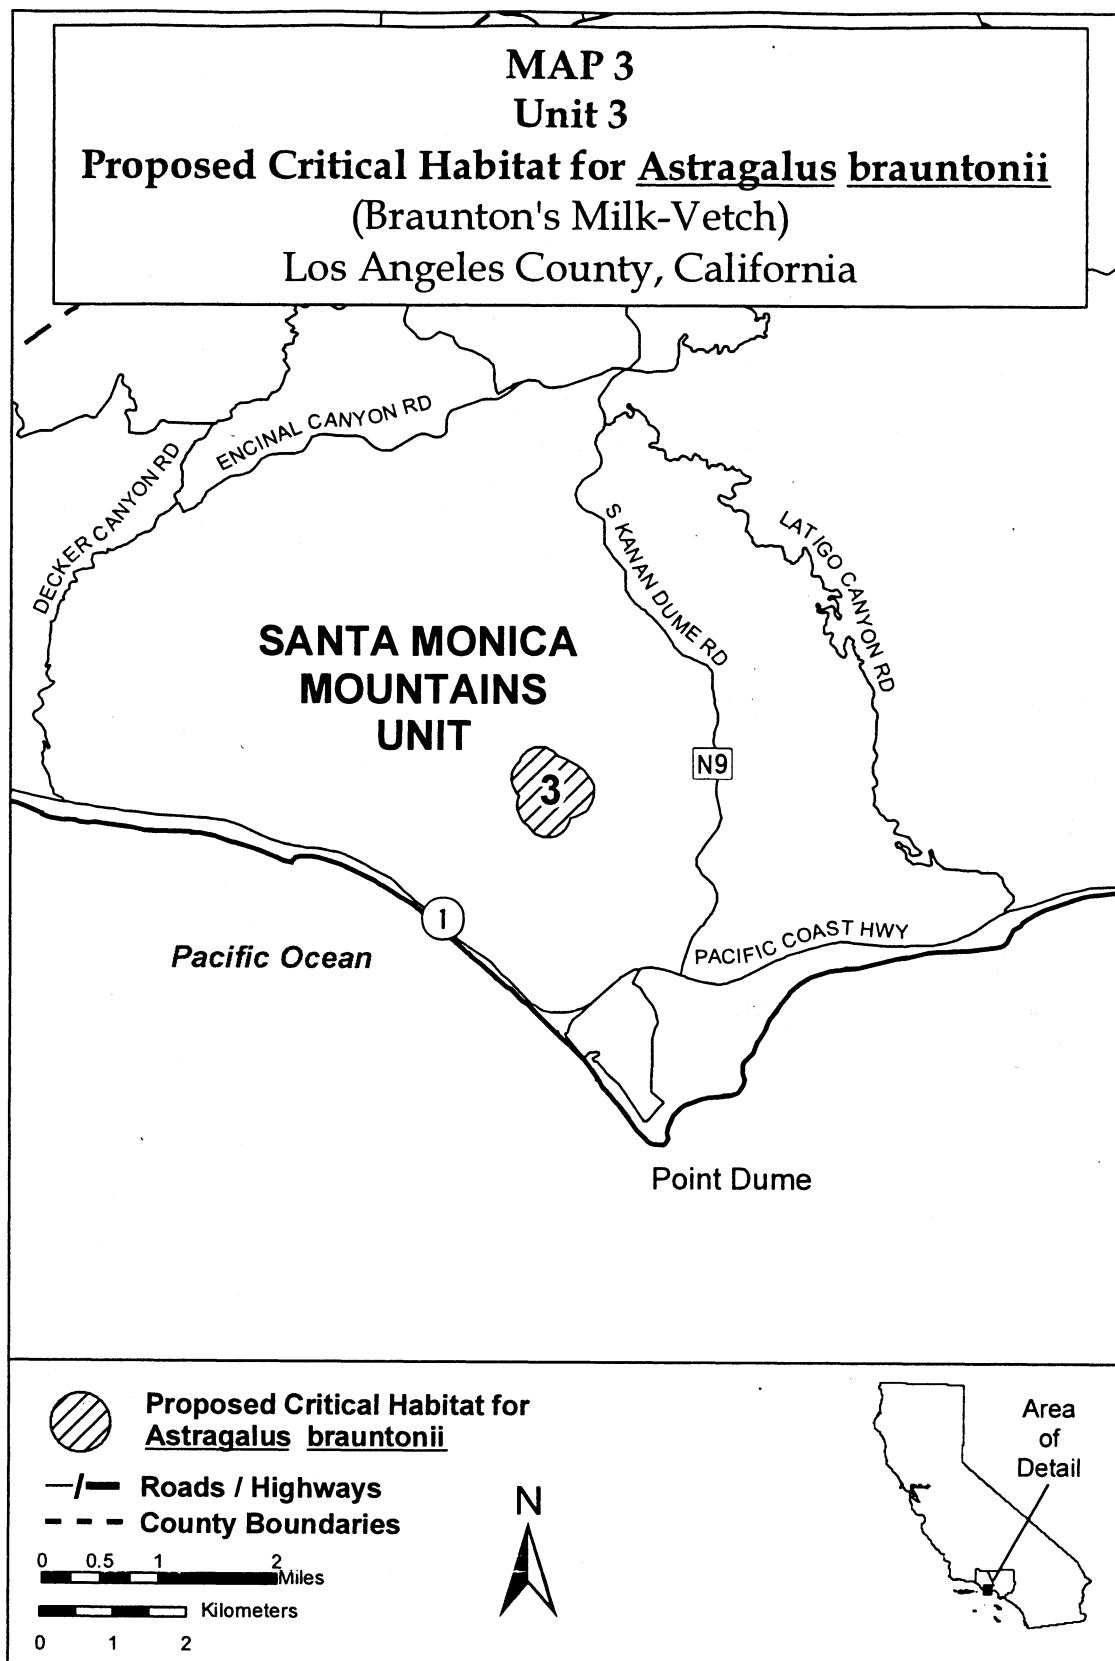 MAP 3
Unit 3
Proposed Critical Habitat for Astragalus brauntonii
(Braunton's Milk-Vetch)
Los Angeles County, California
ENCINAL CANYON RD
DECKER CANYON RD
S KANAN DUME RD
LATIGO CANYON RD
SANTA MONICA
MOUNTAINS
UNIT
3
N9
1
PACIFIC COAST HWY
Pacific Ocean
Point Dume
Proposed Critical Habitat for
Astragalus brauntonii
Roads / Highways
County Boundaries
0 0.5 1 2
Miles
Kilometers
0 1 2
N
Area
of
Detail